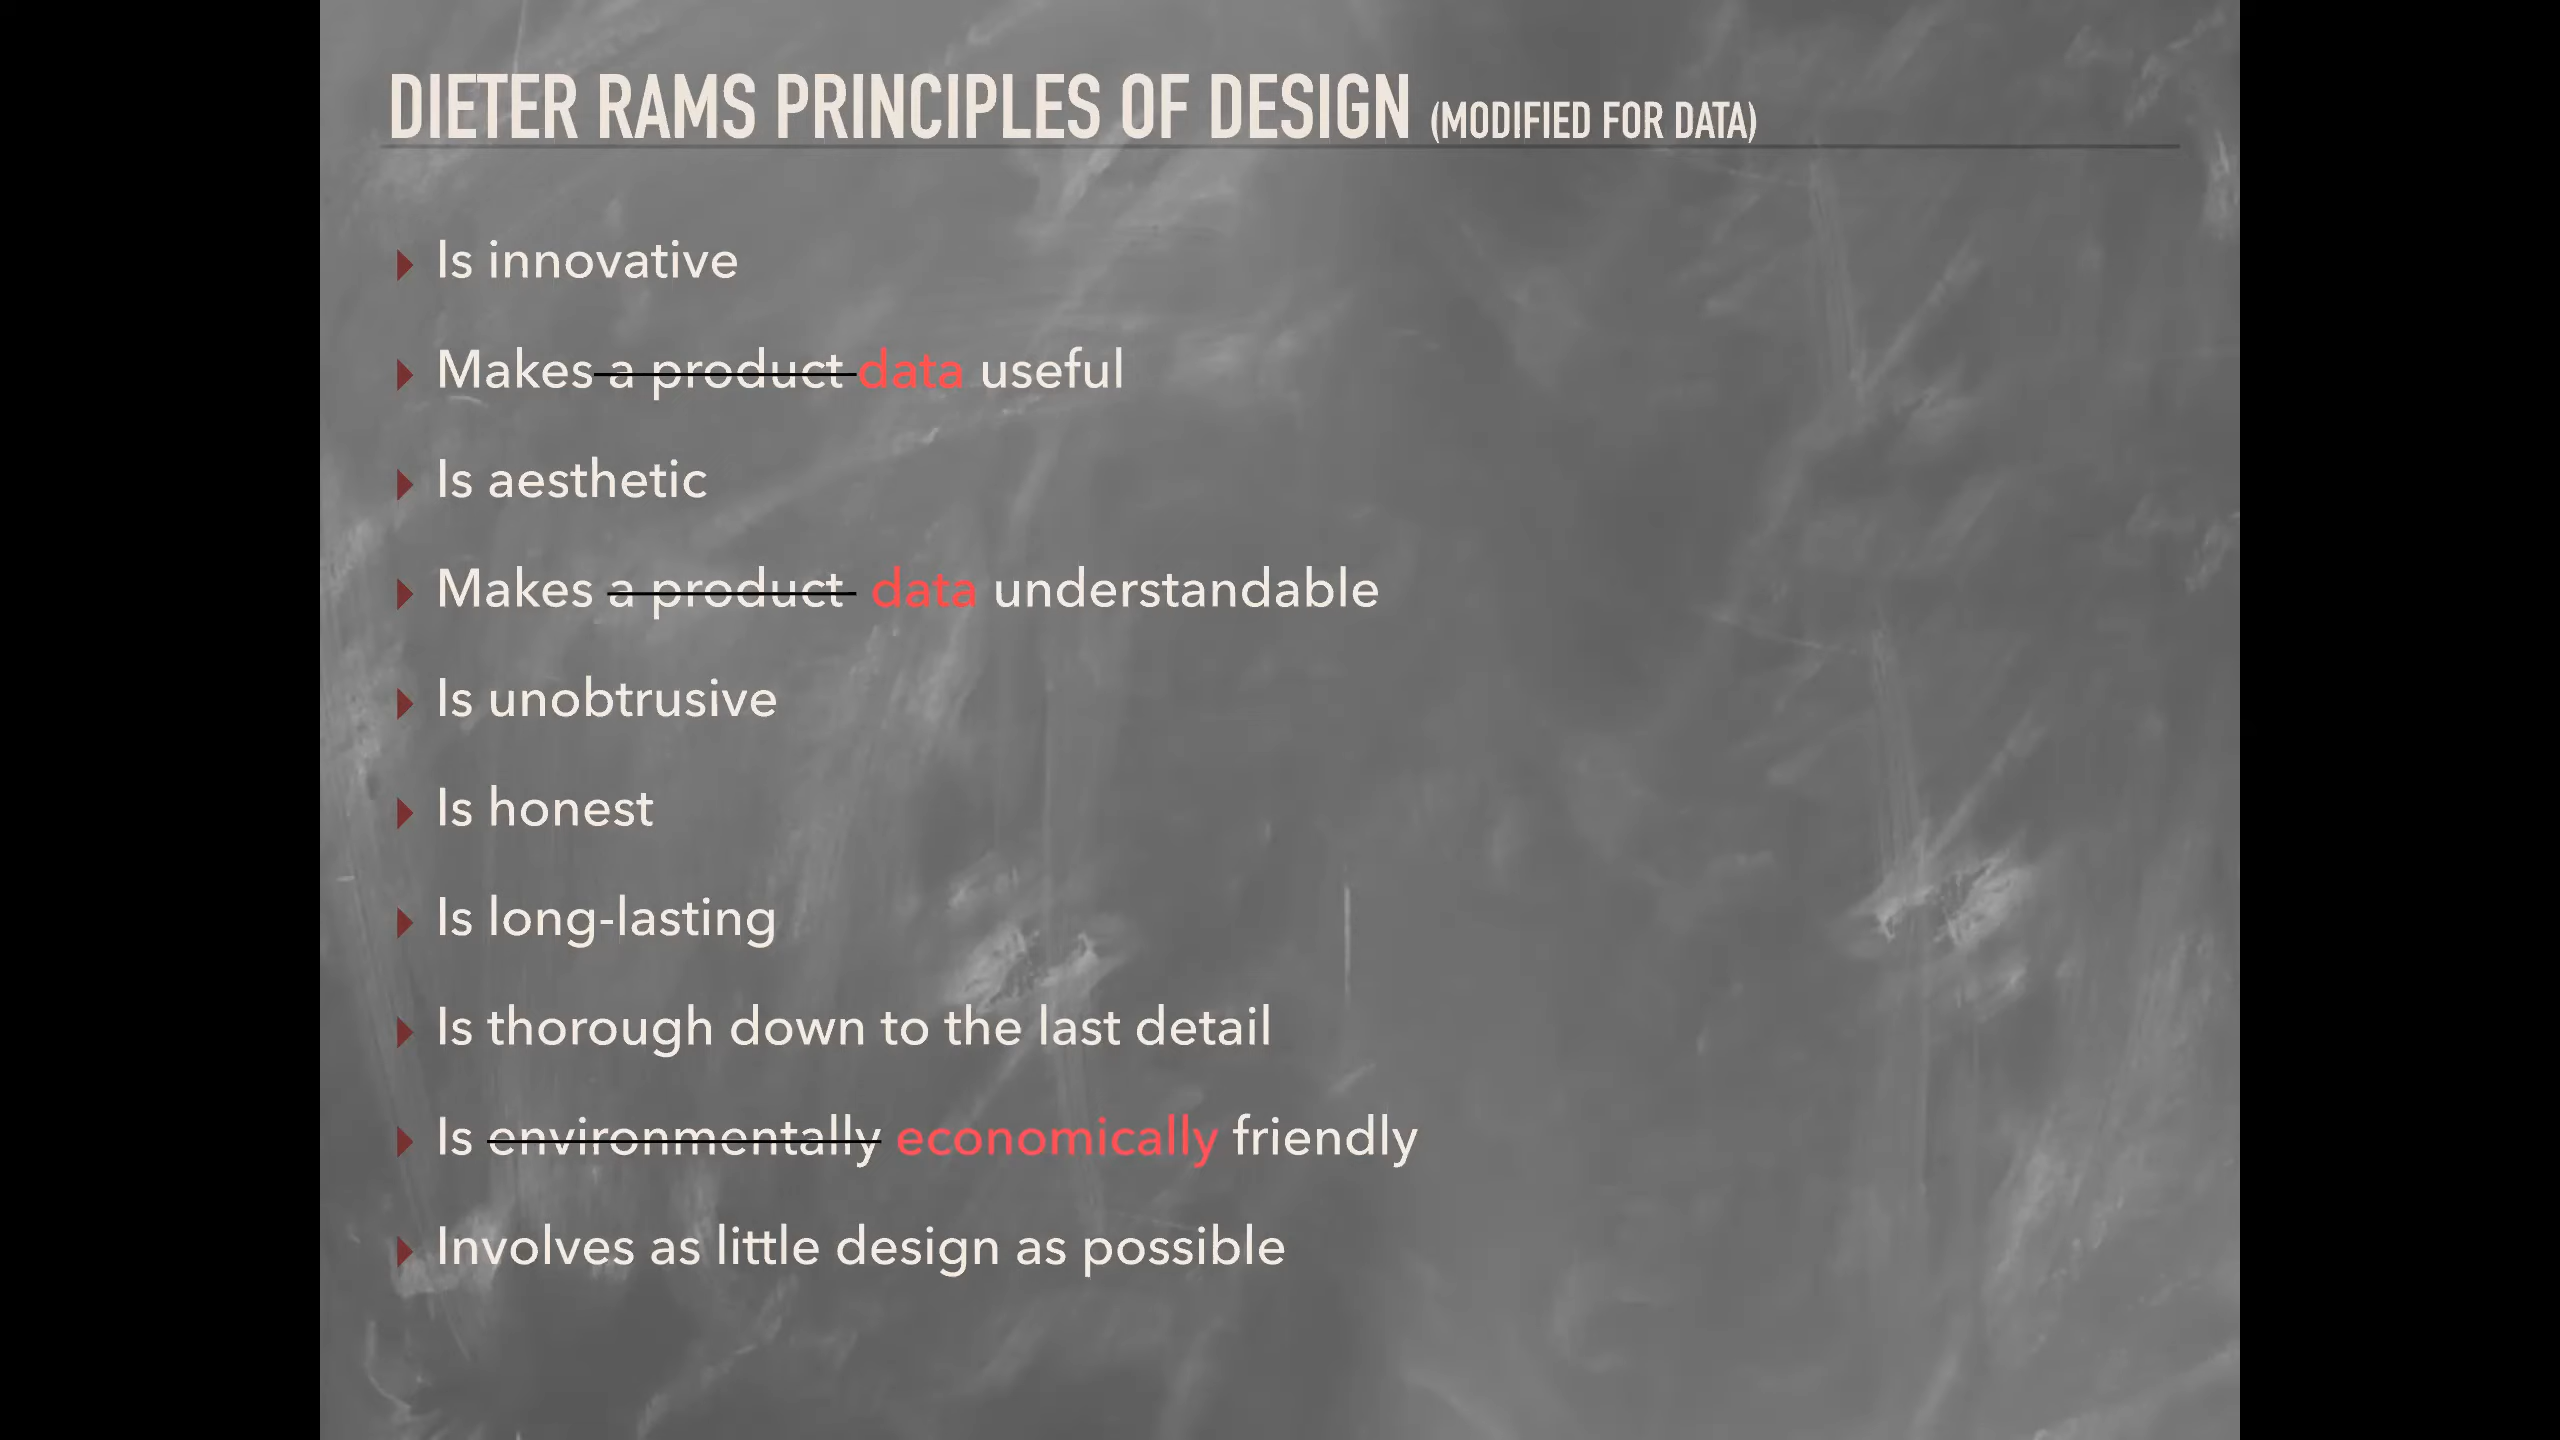 DIETER RAMS PRINCIPLES OF DESIGN (MODIFIED FOR DATA)
Is innovative
Makes a product data useful
Is aesthetic
Makes a product data understandable
Is unobtrusive
Is honest
Is long-lasting
Is thorough down to the last detail
Is environmentally economically friendly
Involves as little design as possible